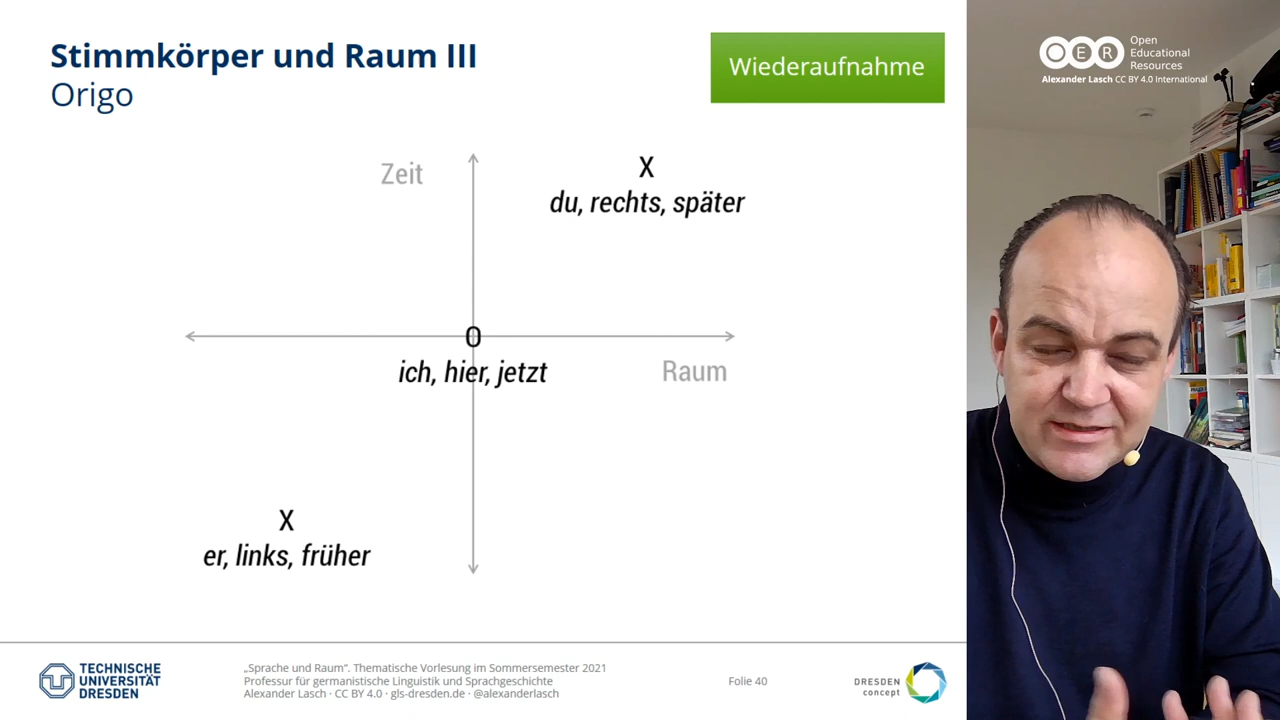 Stimmkörper und Raum III
Origo
Wiederaufnahme
OER
Open
Educational
Resources
Alexander Lasch CC BY 4.0 International
Zeit
X
du, rechts, später
0
ich, hier, jetzt
Raum
X
er, links, früher
TECHNISCHE
UNIVERSITÄT
DRESDEN
„Sprache und Raum“. Thematische Vorlesung im Sommersemester 2021
Professur für germanistische Linguistik und Sprachgeschichte
Alexander Lasch · CC BY 4.0 · gls-dresden.de · @alexanderlasch
Folie 40
DRESDEN
concept